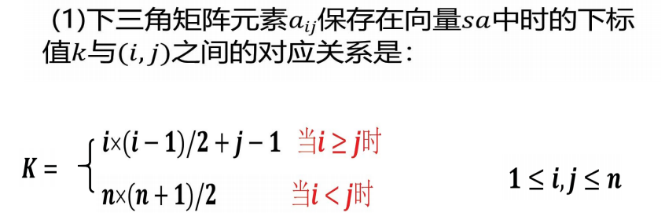 (1)下三角矩阵元素aᵢⱼ保存在向量sa中时的下标
值k与(i, j)之间的对应关系是：
i×(i − 1)/2 + j − 1 当i ≥ j时
K = {
n×(n + 1)/2 当i < j时
1 ≤ i, j ≤ n